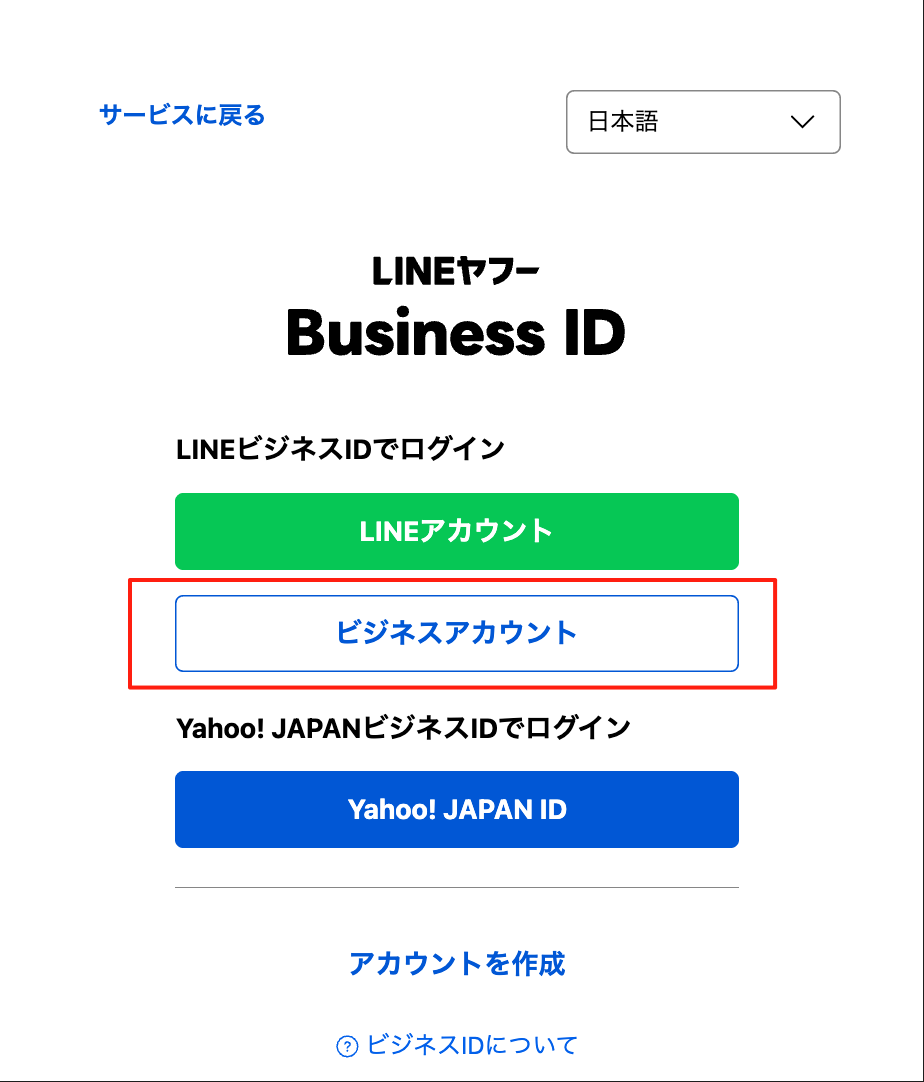 サービスに戻る
日本語
LINEヤフー
Business ID
LINEビジネスIDでログイン
LINEアカウント
ビジネスアカウント
Yahoo! JAPANビジネスIDでログイン
Yahoo! JAPAN ID
アカウントを作成
? ビジネスIDについて